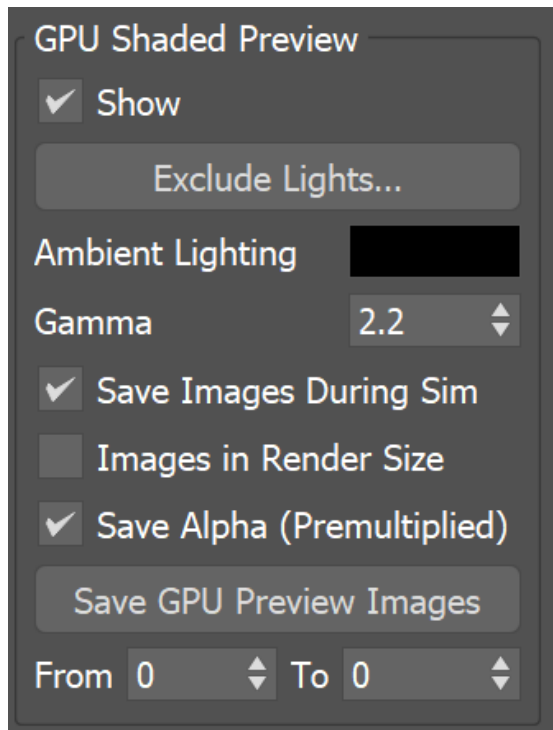 GPU Shaded Preview
Show
Exclude Lights...
Ambient Lighting
Gamma 2.2
Save Images During Sim
Images in Render Size
Save Alpha (Premultiplied)
Save GPU Preview Images
From 0 To 0